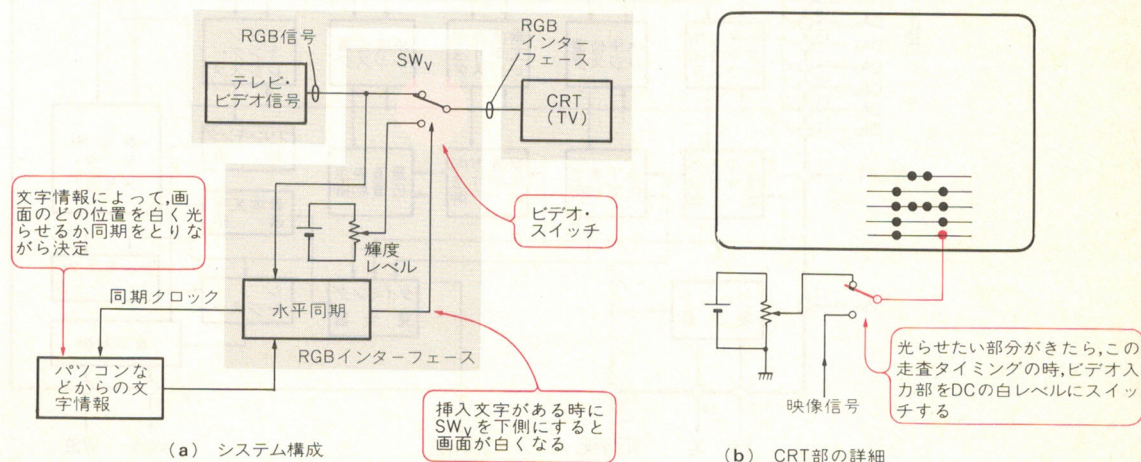 RGB信号
テレビ・
ビデオ信号
SWV
RGB
インター
フェース
CRT
(TV)
文字情報によって,画
面のどの位置を白く光
らせるか同期をとりな
がら決定
ビデオ・
スイッチ
輝度
レベル
同期クロック
水平同期
RGBインターフェース
パソコンな
どからの文
字情報
挿入文字がある時に
SWVを下側にすると
画面が白くなる
(a) システム構成
映像信号
光らせたい部分がきたら,この
走査タイミングの時,ビデオ入
力部をDCの白レベルにスイッ
チする
(b) CRT部の詳細